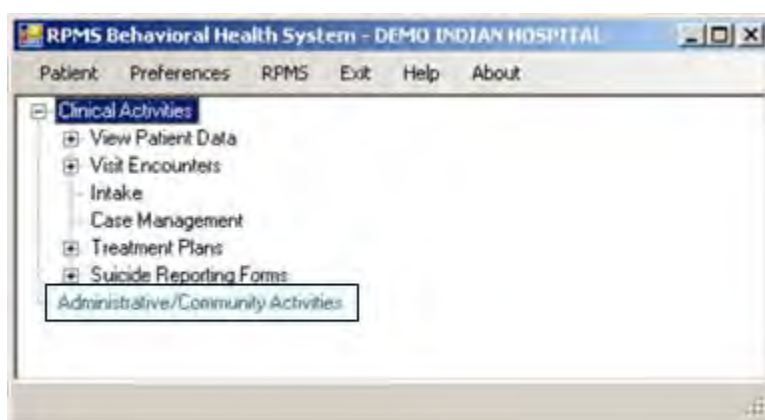 RPMS Behavioral Health System - DEMO INDIAN HOSPITAL
Patient Preferences RPMS Exit Help About
Clinical Activities
View Patient Data
Visit Encounters
Intake
Case Management
Treatment Plans
Suicide Reporting Forms
Administrative/Community Activities